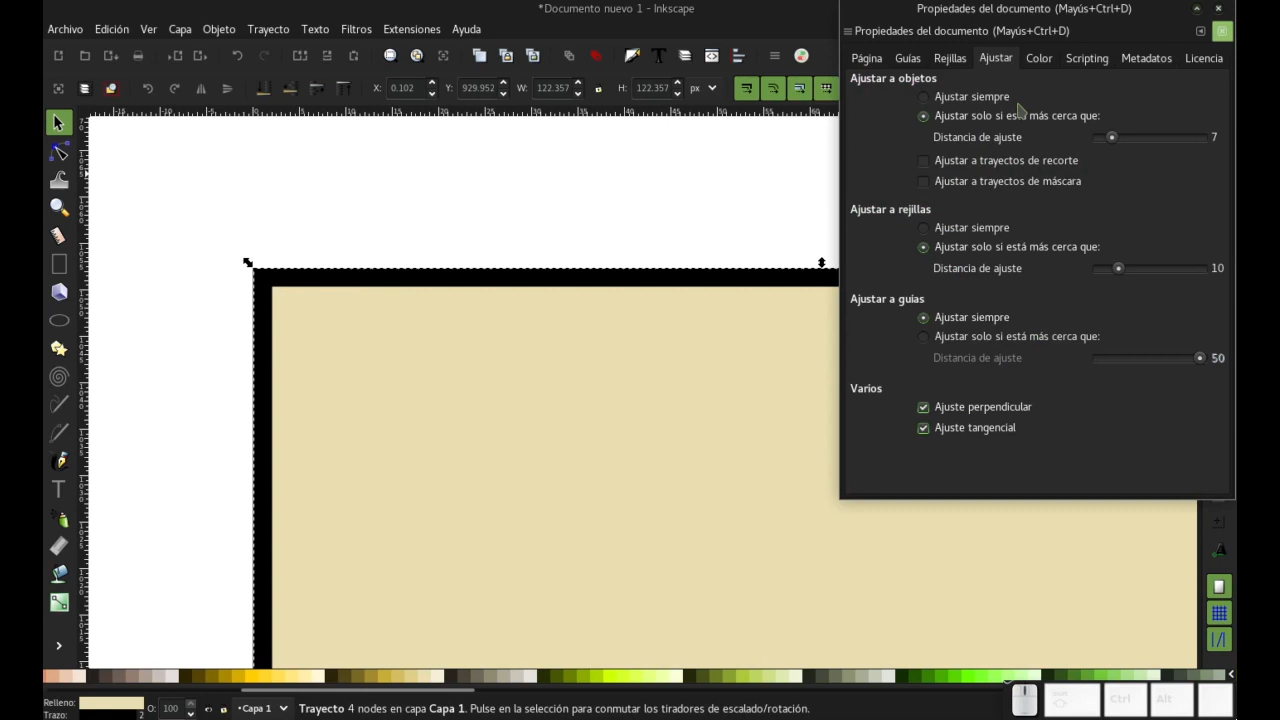 *Documento nuevo 1 - Inkscape
Archivo Edición Ver Capa Objeto Trayecto Texto Filtros Extensiones Ayuda
X: 0.102 Y: 929.952 W: 122.357 H: 122.357 px
Propiedades del documento (Mayús+Ctrl+D)
Propiedades del documento (Mayús+Ctrl+D)
Página Guías Rejillas Ajustar Color Scripting Metadatos Licencia
Ajustar a objetos
Ajustar siempre
Ajustar solo si está más cerca que:
Distancia de ajuste 7
Ajustar a trayectos de recorte
Ajustar a trayectos de máscara
Ajustar a rejillas
Ajustar siempre
Ajustar solo si está más cerca que:
Distancia de ajuste 10
Ajustar a guías
Ajustar siempre
Ajustar solo si está más cerca que:
Distancia de ajuste 50
Varios
Ajuste perpendicular
Ajuste tangencial
Relleno:
Trazo: 2
O: 100
•Capa 1
Trayecto 4 nodes en capa Capa 1. Pulse en la selección para conmutar los tiradores de escalado/rotación.
Ctrl Alt